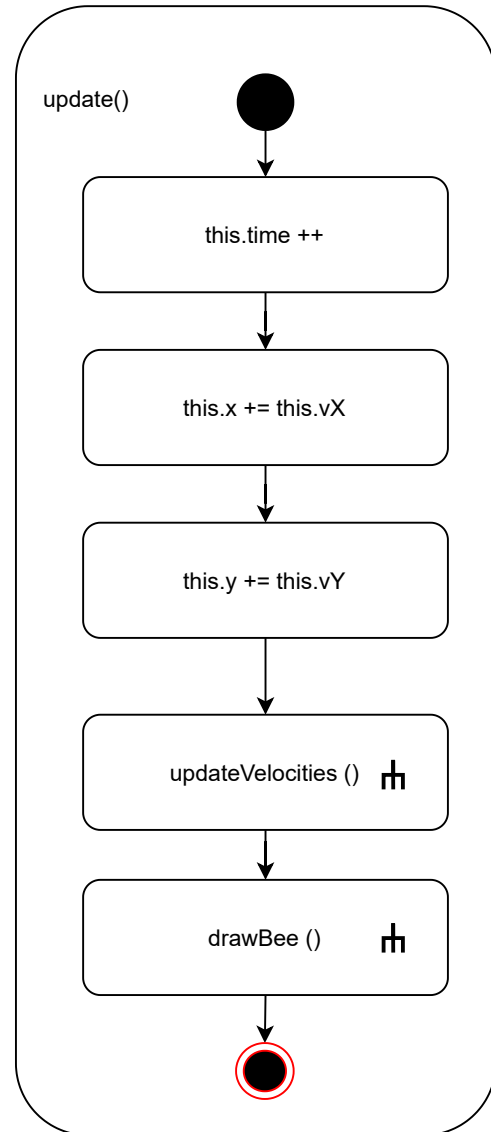 update()
this.time ++
this.x += this.vX
this.y += this.vY
updateVelocities ()
drawBee ()